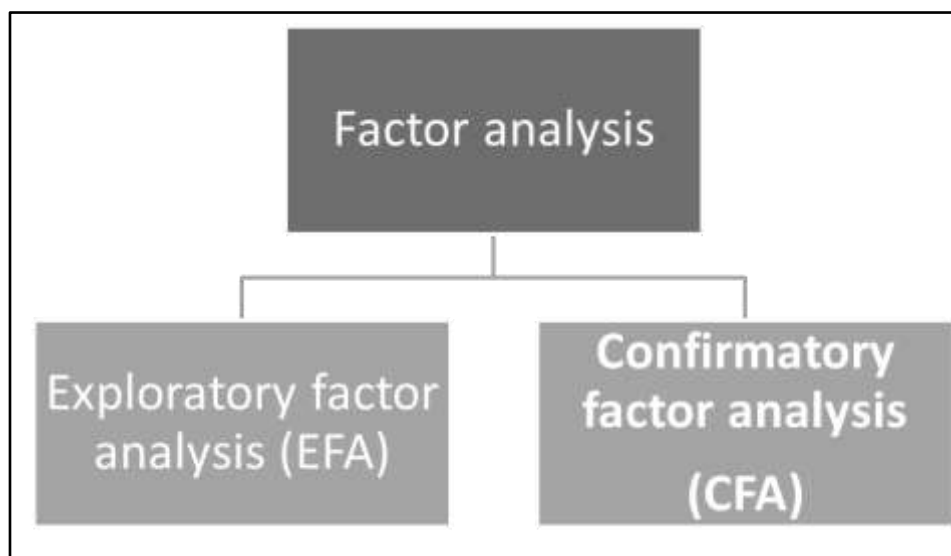 Factor analysis
Exploratory factor
analysis (EFA)
Confirmatory
factor analysis
(CFA)